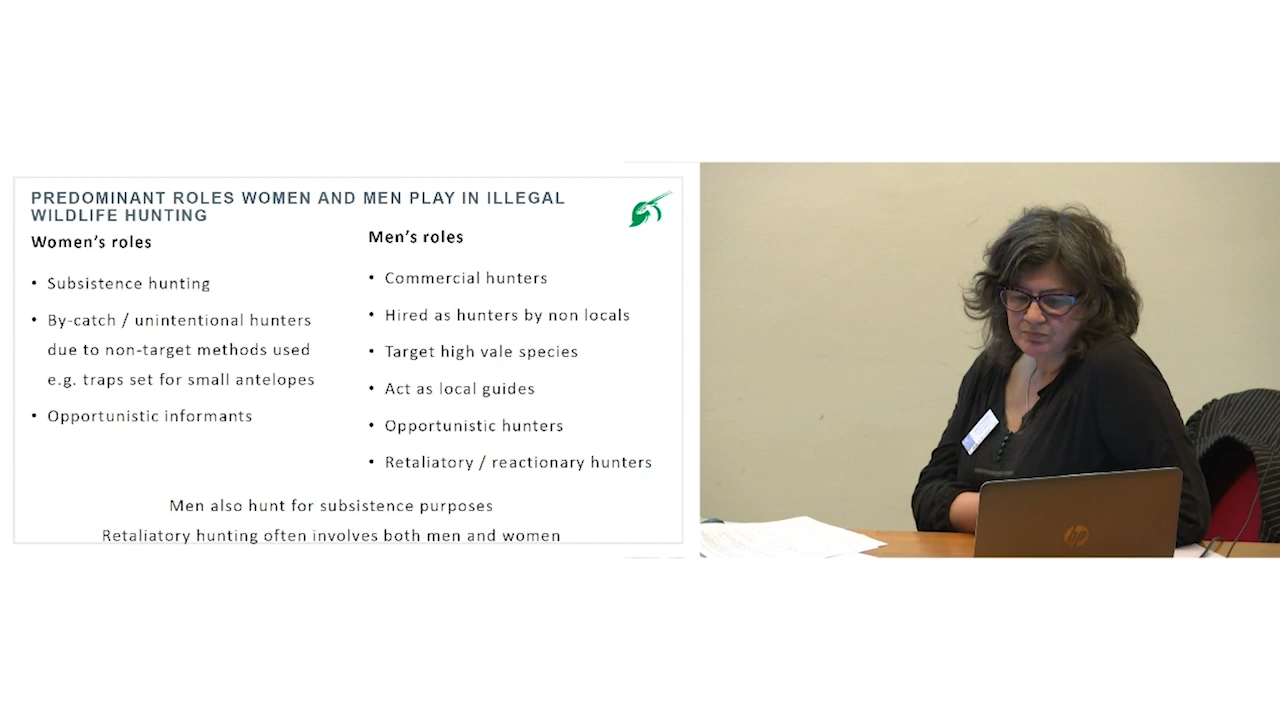 PREDOMINANT ROLES WOMEN AND MEN PLAY IN ILLEGAL
WILDLIFE HUNTING
Women's roles
• Subsistence hunting
• By-catch / unintentional hunters
due to non-target methods used
e.g. traps set for small antelopes
• Opportunistic informants
Men's roles
• Commercial hunters
• Hired as hunters by non locals
• Target high vale species
• Act as local guides
• Opportunistic hunters
• Retaliatory / reactionary hunters
Men also hunt for subsistence purposes
Retaliatory hunting often involves both men and women
hp